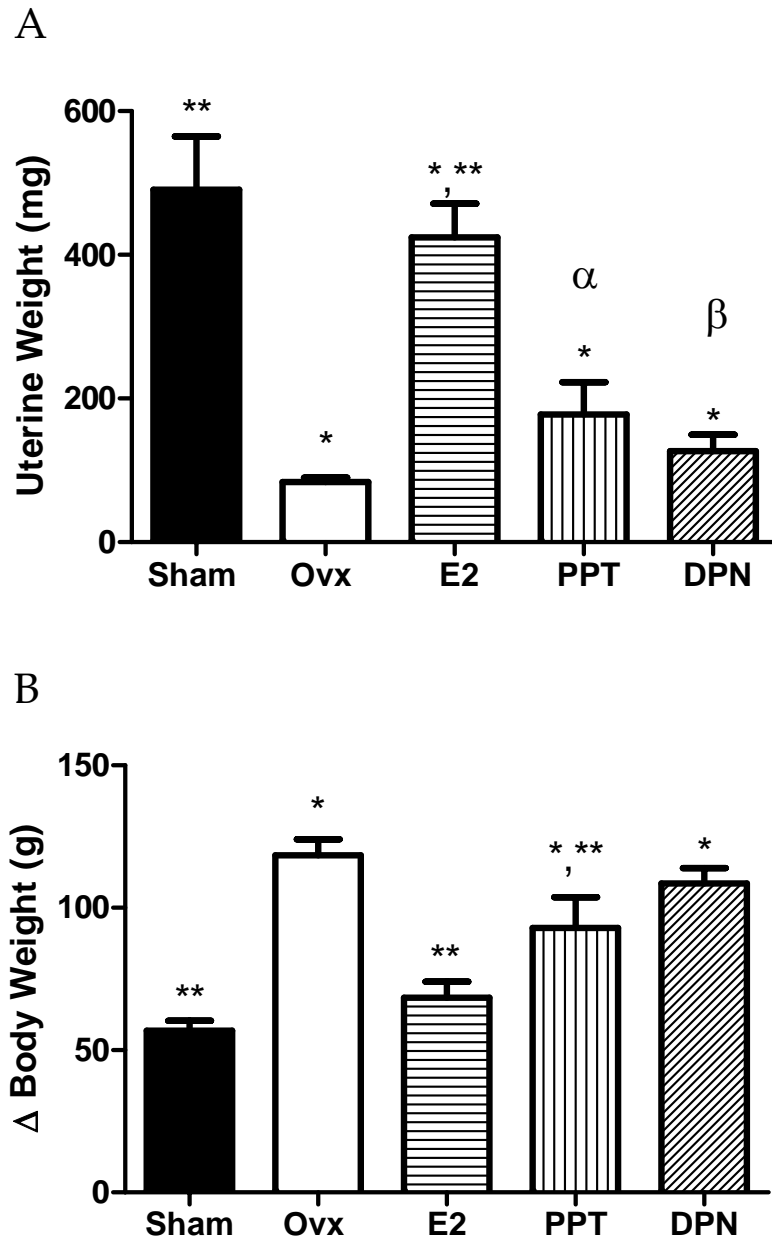 A
Uterine Weight (mg)
600
400
200
0
**
*
*,**
α
*
β
*
Sham Ovx E2 PPT DPN
B
Δ Body Weight (g)
150
100
50
0
**
*
**
*,**
*
Sham Ovx E2 PPT DPN